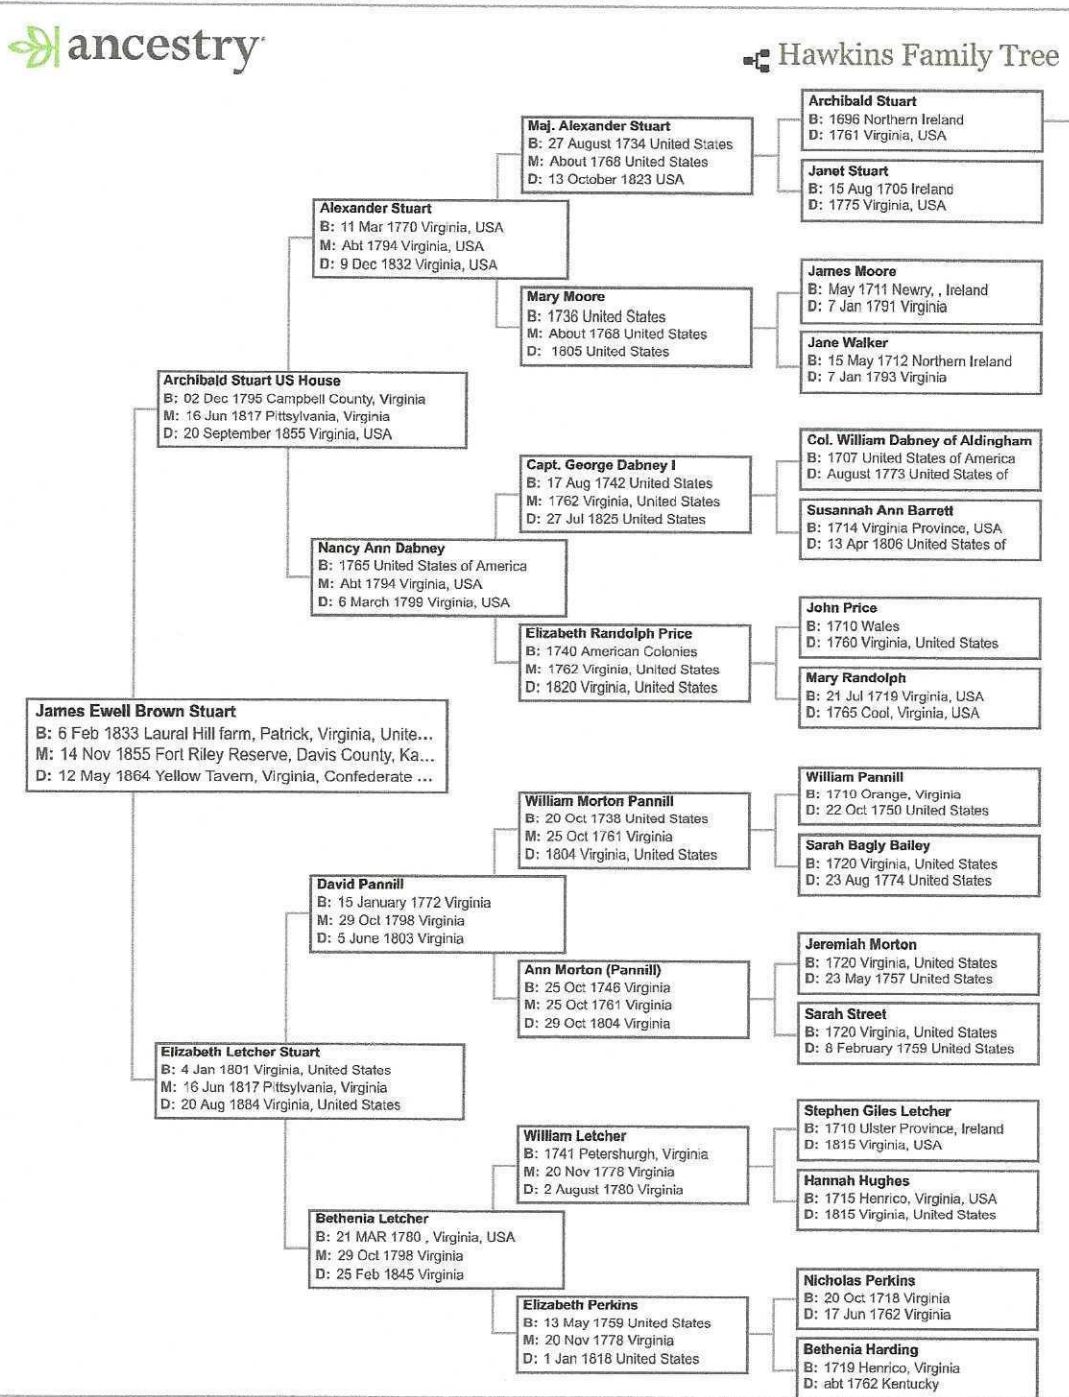 ancestry
Hawkins Family Tree
Archibald Stuart
B: 1696 Northern Ireland
D: 1761 Virginia, USA
Maj. Alexander Stuart
B: 27 August 1734 United States
M: About 1768 United States
D: 13 October 1823 USA
Janet Stuart
B: 15 Aug 1705 Ireland
D: 1775 Virginia, USA
Alexander Stuart
B: 11 Mar 1770 Virginia, USA
M: Abt 1794 Virginia, USA
D: 9 Dec 1832 Virginia, USA
James Moore
B: May 1711 Newry, , Ireland
D: 7 Jan 1791 Virginia
Mary Moore
B: 1736 United States
M: About 1768 United States
D: 1805 United States
Jane Walker
B: 15 May 1712 Northern Ireland
D: 7 Jan 1793 Virginia
Archibald Stuart US House
B: 02 Dec 1795 Campbell County, Virginia
M: 16 Jun 1817 Pittsylvania, Virginia
D: 20 September 1855 Virginia, USA
Col. William Dabney of Aldingham
B: 1707 United States of America
D: August 1773 United States of
Capt. George Dabney I
B: 17 Aug 1742 United States
M: 1762 Virginia, United States
D: 27 Jul 1825 United States
Susannah Ann Barrett
B: 1714 Virginia Province, USA
D: 13 Apr 1806 United States of
Nancy Ann Dabney
B: 1765 United States of America
M: Abt 1794 Virginia, USA
D: 6 March 1799 Virginia, USA
John Price
B: 1710 Wales
D: 1760 Virginia, United States
Elizabeth Randolph Price
B: 1740 American Colonies
M: 1762 Virginia, United States
D: 1820 Virginia, United States
Mary Randolph
B: 21 Jul 1719 Virginia, USA
D: 1765 Cool, Virginia, USA
James Ewell Brown Stuart
B: 6 Feb 1833 Laural Hill farm, Patrick, Virginia, Unite...
M: 14 Nov 1855 Fort Riley Reserve, Davis County, Ka...
D: 12 May 1864 Yellow Tavern, Virginia, Confederate ...
William Pannill
B: 1710 Orange, Virginia
D: 22 Oct 1750 United States
William Morton Pannill
B: 20 Oct 1738 United States
M: 25 Oct 1761 Virginia
D: 1804 Virginia, United States
Sarah Bagly Bailey
B: 1720 Virginia, United States
D: 23 Aug 1774 United States
David Pannill
B: 15 January 1772 Virginia
M: 29 Oct 1798 Virginia
D: 5 June 1803 Virginia
Jeremiah Morton
B: 1720 Virginia, United States
D: 23 May 1757 United States
Ann Morton (Pannill)
B: 25 Oct 1746 Virginia
M: 25 Oct 1761 Virginia
D: 29 Oct 1804 Virginia
Sarah Street
B: 1720 Virginia, United States
D: 8 February 1759 United States
Elizabeth Letcher Stuart
B: 4 Jan 1801 Virginia, United States
M: 16 Jun 1817 Pittsylvania, Virginia
D: 20 Aug 1884 Virginia, United States
Stephen Giles Letcher
B: 1710 Ulster Province, Ireland
D: 1815 Virginia, USA
William Letcher
B: 1741 Petershurgh, Virginia
M: 20 Nov 1778 Virginia
D: 2 August 1780 Virginia
Hannah Hughes
B: 1715 Henrico, Virginia, USA
D: 1815 Virginia, United States
Bethenia Letcher
B: 21 MAR 1780 , Virginia, USA
M: 29 Oct 1798 Virginia
D: 25 Feb 1845 Virginia
Nicholas Perkins
B: 20 Oct 1718 Virginia
D: 17 Jun 1762 Virginia
Elizabeth Perkins
B: 13 May 1759 United States
M: 20 Nov 1778 Virginia
D: 1 Jan 1818 United States
Bethenia Harding
B: 1719 Henrico, Virginia
D: abt 1762 Kentucky